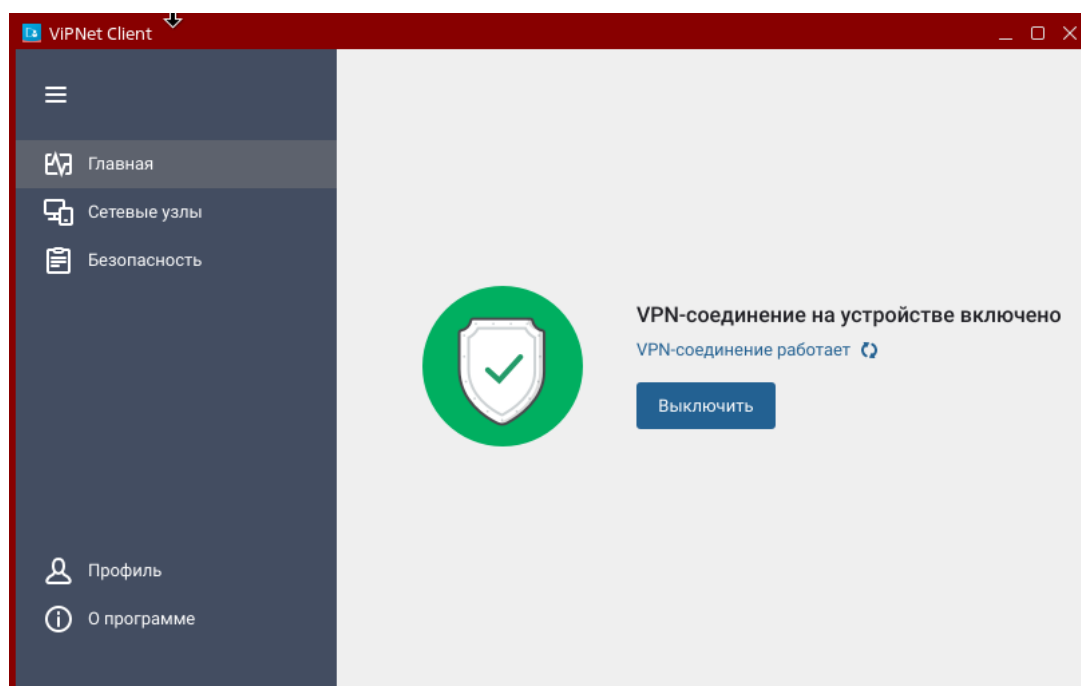 ViPNet Client
Главная
Сетевые узлы
Безопасность
VPN-соединение на устройстве включено
VPN-соединение работает
Выключить
Профиль
О программе